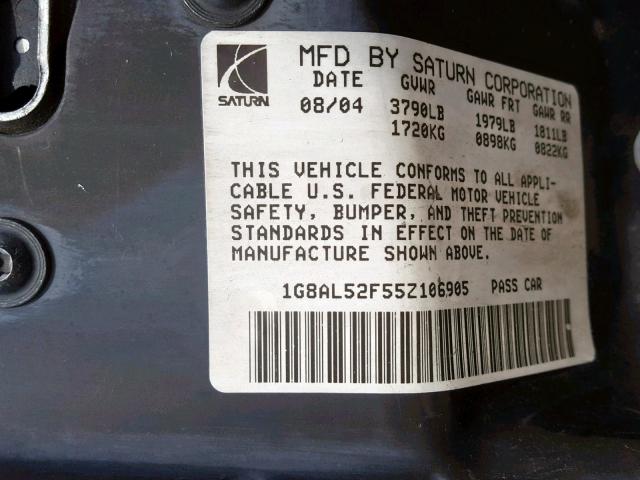 SATURN
MFD BY SATURN CORPORATION
DATE GVWR GAWR FRT GAWR RR
08/04 3790LB 1979LB 1811LB
1720KG 0898KG 0822KG
THIS VEHICLE CONFORMS TO ALL APPLI-
CABLE U.S. FEDERAL MOTOR VEHICLE
SAFETY, BUMPER, AND THEFT PREVENTION
STANDARDS IN EFFECT ON THE DATE OF
MANUFACTURE SHOWN ABOVE.
1G8AL52F55Z106905 PASS CAR